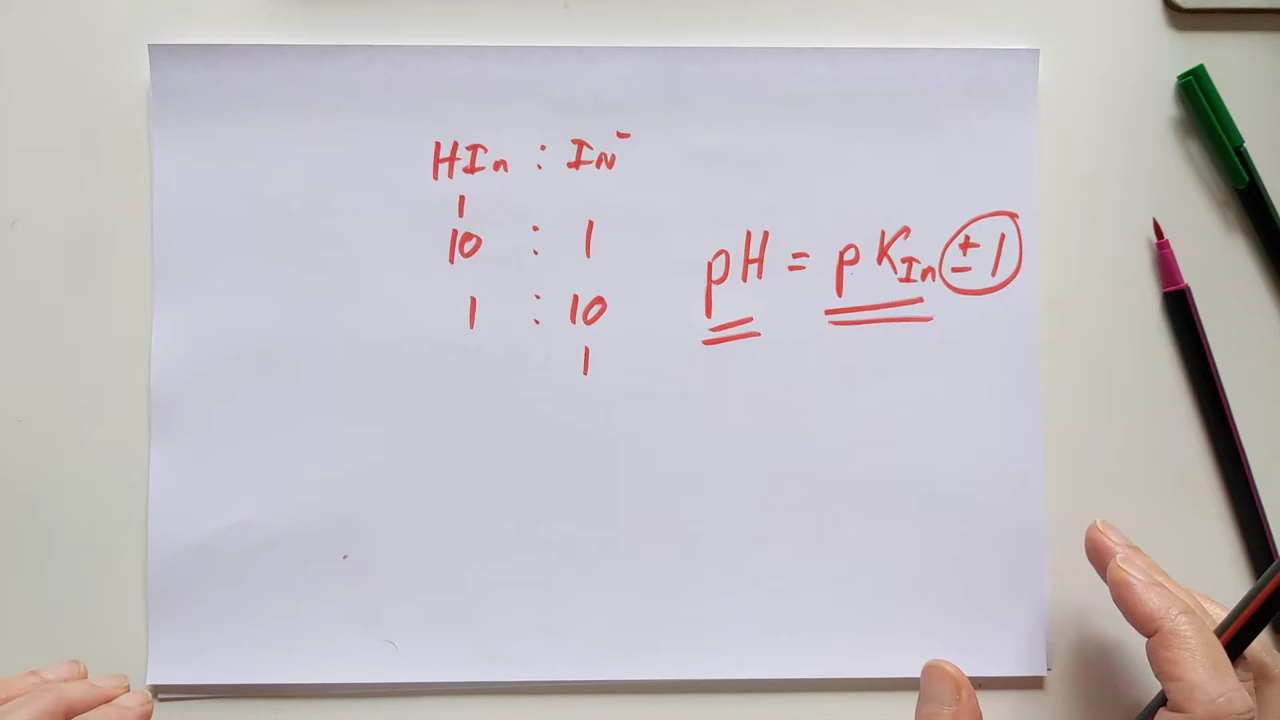 HIn : In⁻
1
10 : 1
pH = pK_In ± 1
1 : 10
1